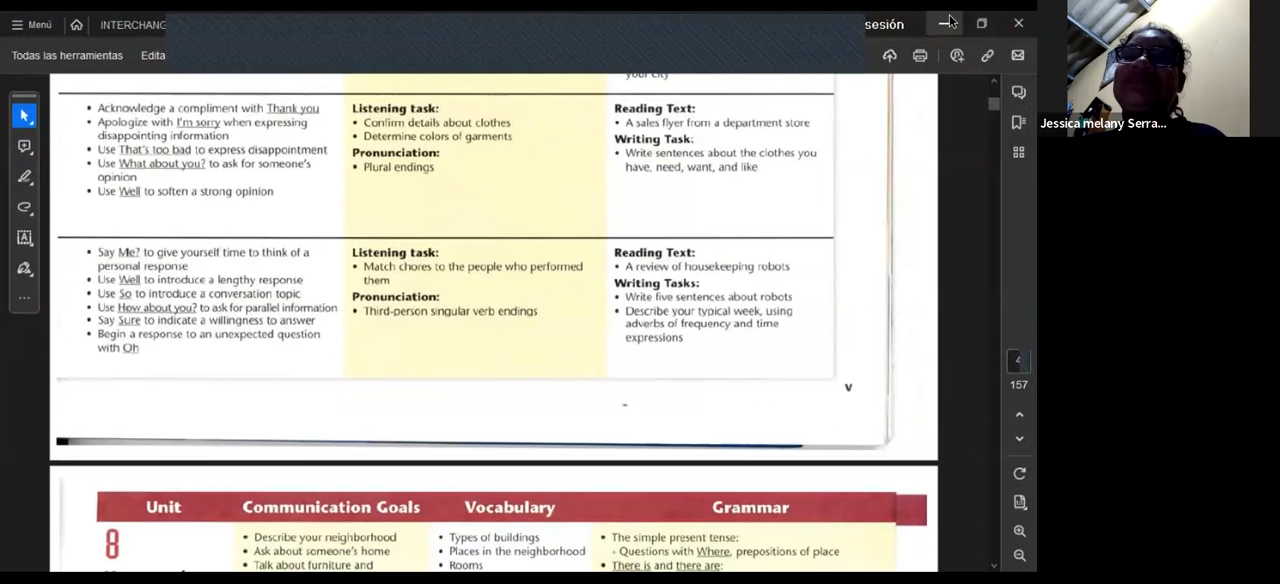 Menú
INTERCHANG
sesión
Todas las herramientas
Edita
your city
• Acknowledge a compliment with Thank you
• Apologize with I'm sorry when expressing
disappointing information
• Use That's too bad to express disappointment
• Use What about you? to ask for someone's
opinion
• Use Well to soften a strong opinion
Listening task:
• Confirm details about clothes
• Determine colors of garments
Pronunciation:
• Plural endings
Reading Text:
• A sales flyer from a department store
Writing Task:
• Write sentences about the clothes you
have, need, want, and like
• Say Me? to give yourself time to think of a
personal response
• Use Well to introduce a lengthy response
• Use So to introduce a conversation topic
• Use How about you? to ask for parallel information
• Say Sure to indicate a willingness to answer
• Begin a response to an unexpected question
with Oh
Listening task:
• Match chores to the people who performed
them
Pronunciation:
• Third-person singular verb endings
Reading Text:
• A review of housekeeping robots
Writing Tasks:
• Write five sentences about robots
• Describe your typical week, using
adverbs of frequency and time
expressions
v
Unit
Communication Goals
Vocabulary
Grammar
8
• Describe your neighborhood
• Ask about someone's home
• Talk about furniture and
• Types of buildings
• Places in the neighborhood
• Rooms
• The simple present tense:
- Questions with Where, prepositions of place
• There is and there are:
157
Jessica melany Serra...